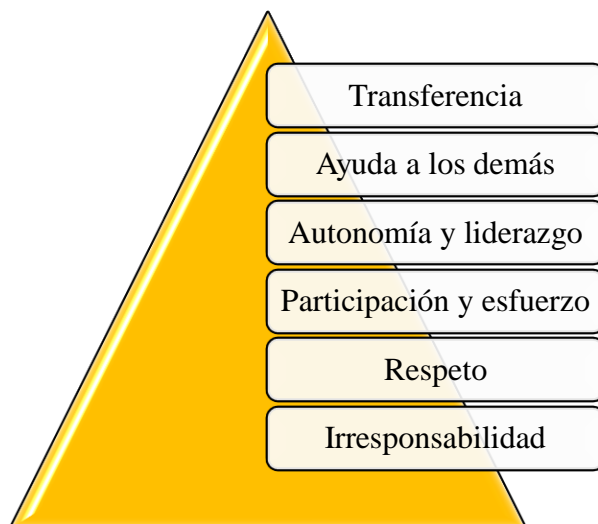 Transferencia
Ayuda a los demás
Autonomía y liderazgo
Participación y esfuerzo
Respeto
Irresponsabilidad